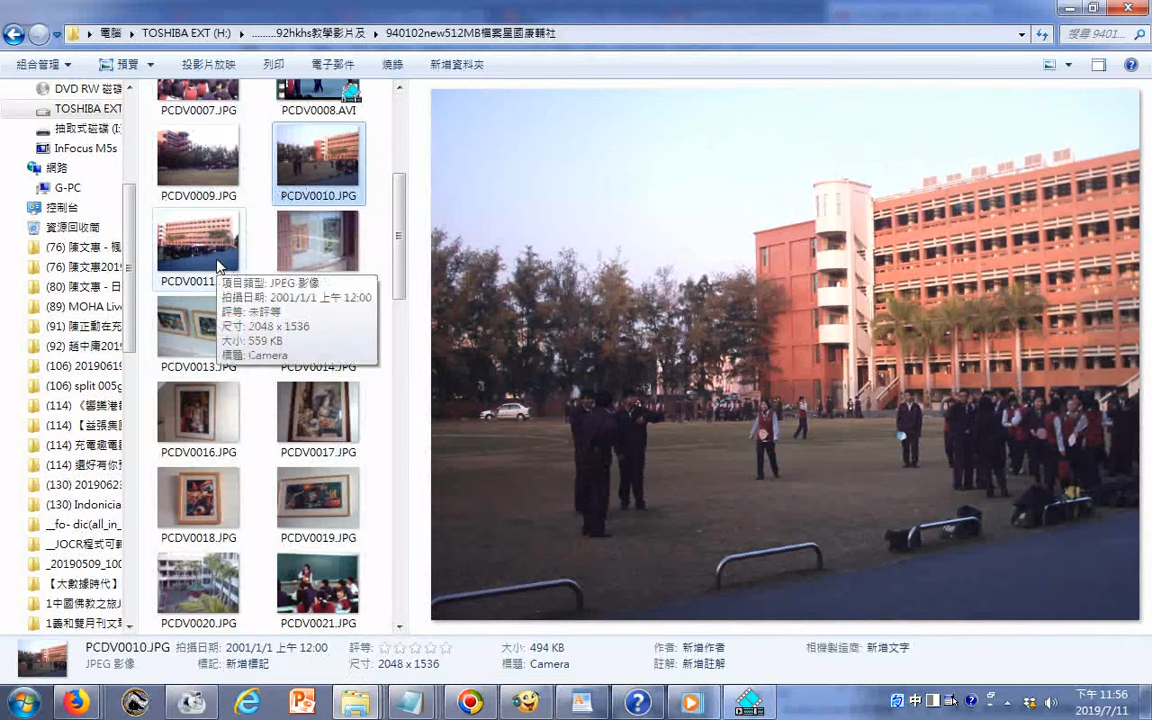 電腦 ▸ TOSHIBA EXT (H:) ▸ .........92hkhs教學影片及 ▸ 940102new512MB檔案星國康輔社
搜尋 9401...
組合管理 預覽 投影片放映 列印 電子郵件 燒錄 新增資料夾
DVD RW 磁碟
TOSHIBA EXT
抽取式磁碟 (I:
InFocus M5s
網路
G-PC
控制台
資源回收筒
(76) 陳文惠 -
(76) 陳文惠201
(80) 陳文惠 - 日
(89) MOHA Live
(91) 陳正動在充
(92) 趙中庸201
(106) 20190619
(106) split 005g
(114) 《響議港
(114) 【益張集
(114) 充電趣電
(114) 還好有你
(130) 2019062
(130) Indonicia
__fo- dic(all_in_
__JOCR程式可
_20190509_100
【大數據時代】
1中國佛教之旅J
1義和雙月刊文
PCDV0007.JPG
PCDV0008.AVI
PCDV0009.JPG
PCDV0010.JPG
PCDV0011
PCDV0013.JPG
PCDV0014.JPG
PCDV0016.JPG
PCDV0017.JPG
PCDV0018.JPG
PCDV0019.JPG
PCDV0020.JPG
PCDV0021.JPG
項目類型: JPEG 影像
拍攝日期: 2001/1/1 上午 12:00
評等: 未評等
尺寸: 2048 x 1536
大小: 559 KB
標題: Camera
PCDV0010.JPG 拍攝日期: 2001/1/1 上午 12:00 評等: 大小: 494 KB 作者: 新增作者 相機製造商: 新增文字
JPEG 影像 標記: 新增標記 尺寸: 2048 x 1536 標題: Camera 註解: 新增註解
中
下午 11:56
2019/7/11